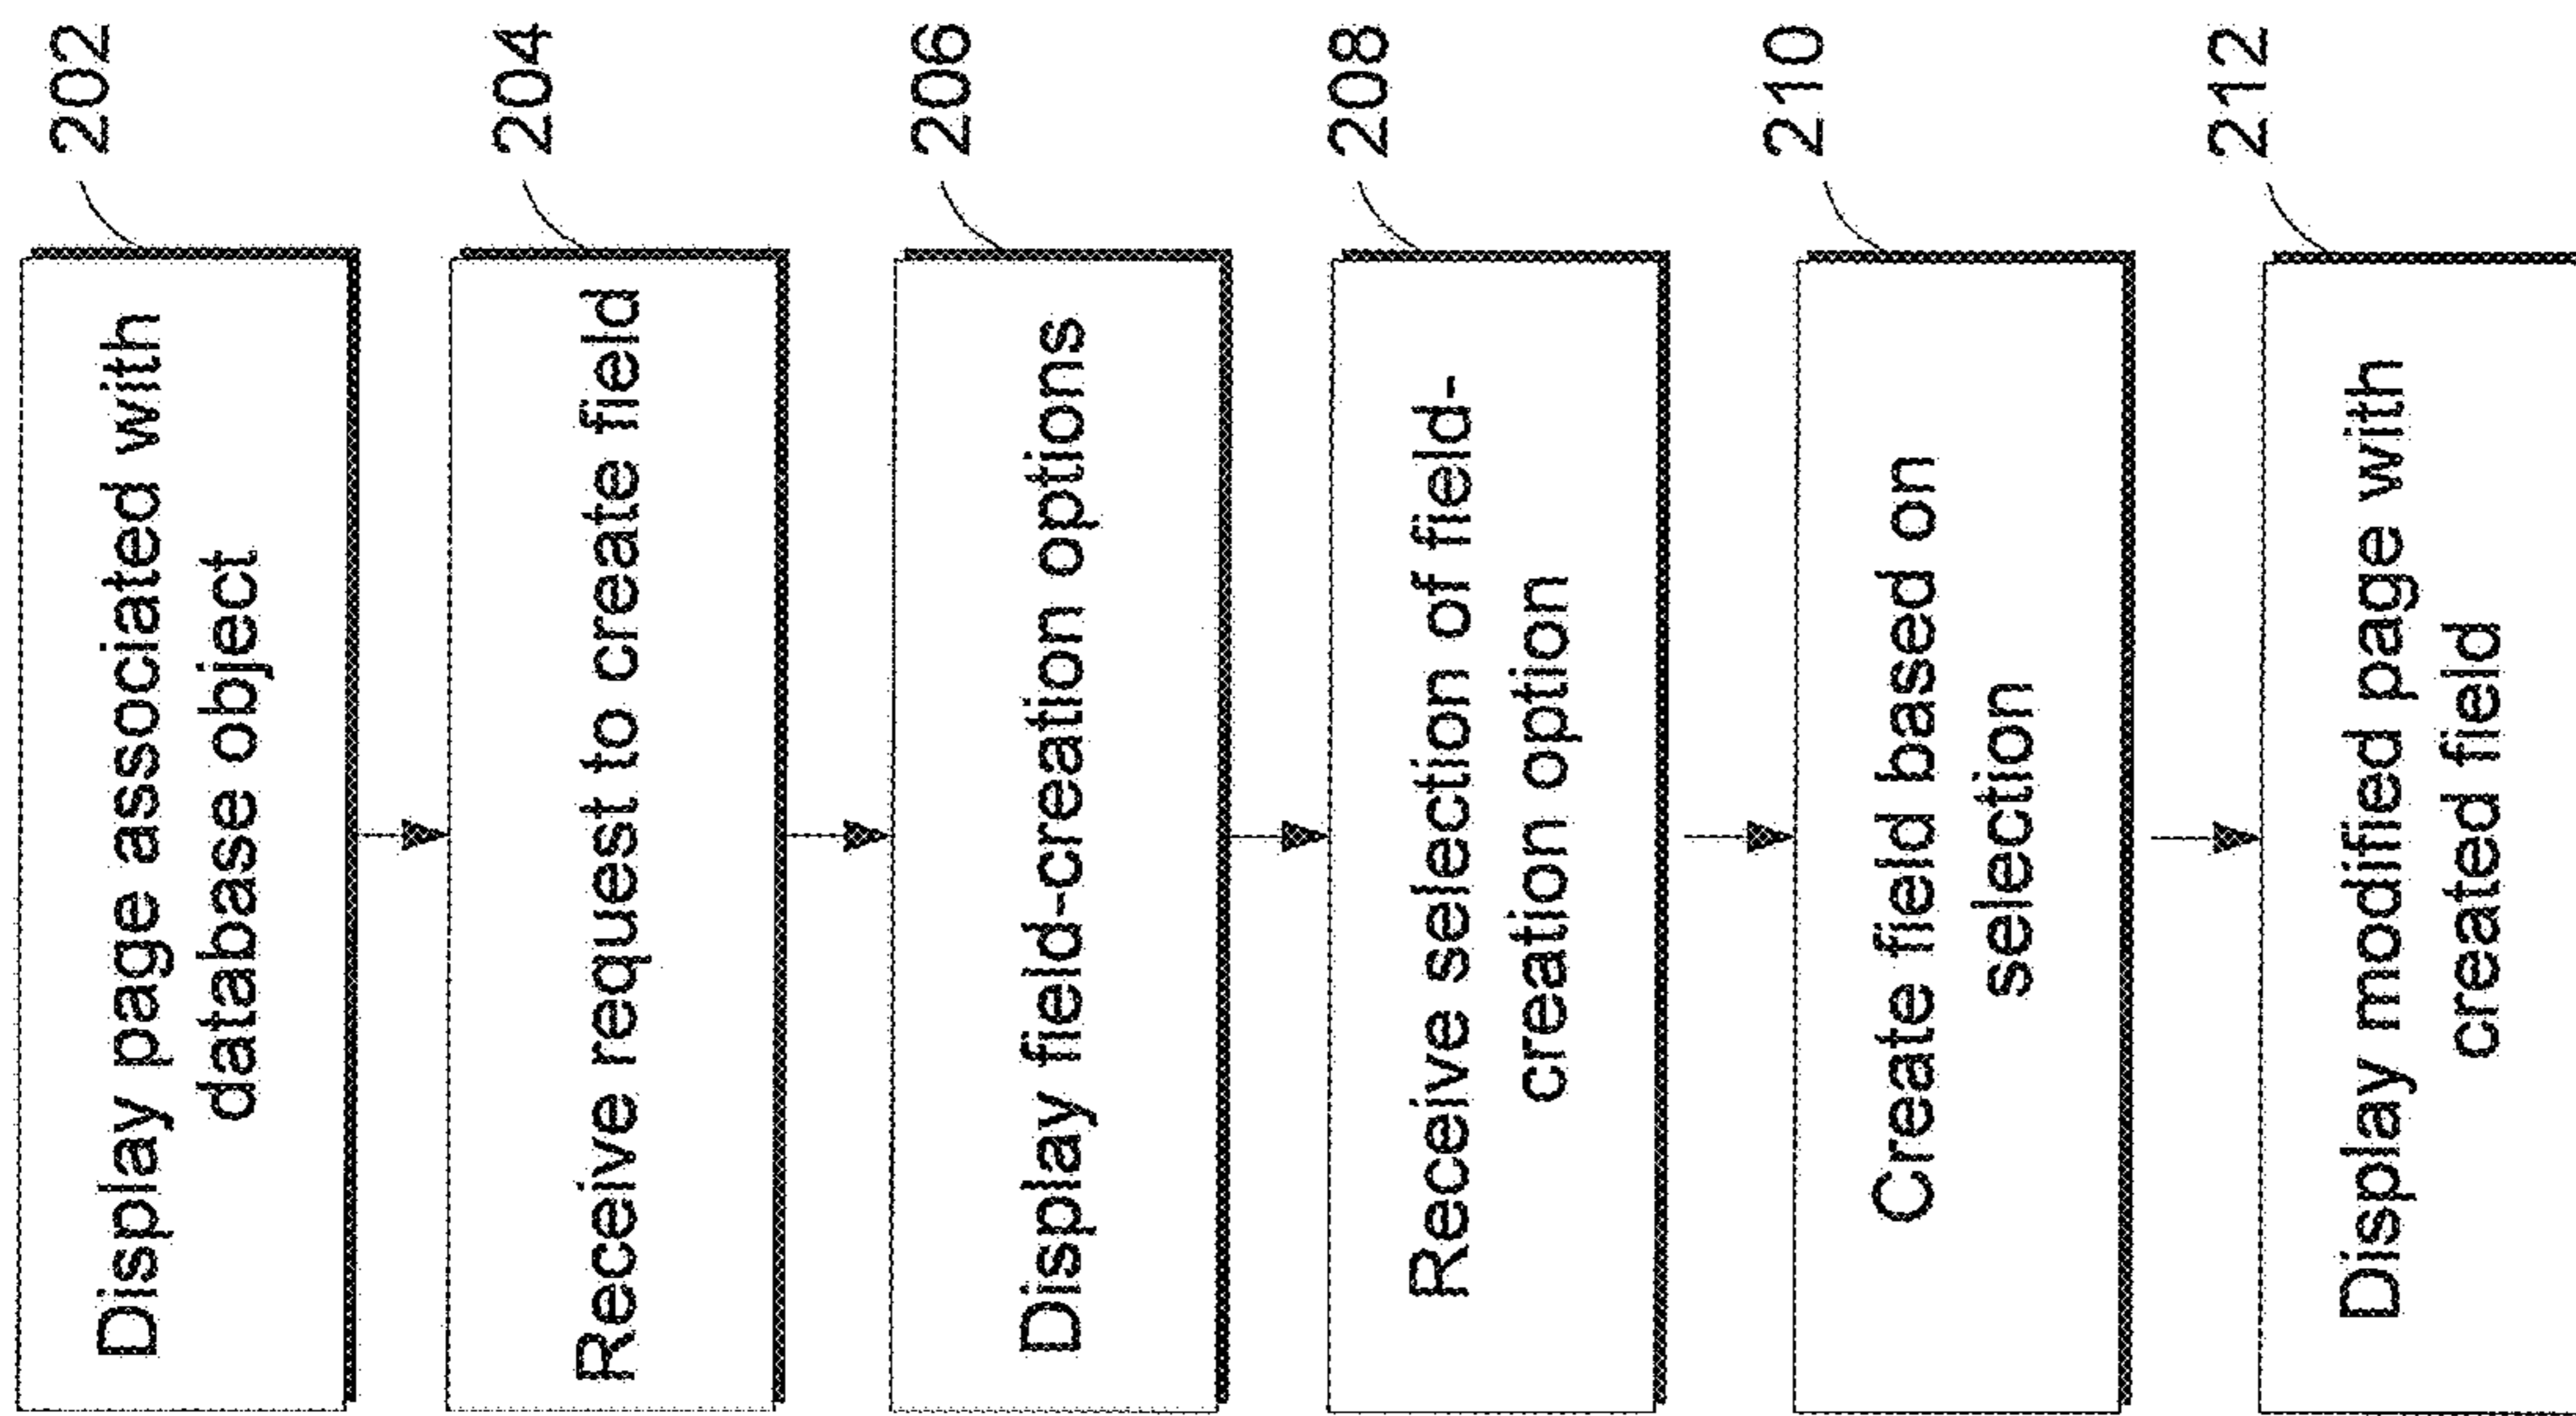 202
Display page associated with
database object
204
Receive request to create field
206
Display field-creation options
208
Receive selection of field-
creation option
210
Create field based on
selection
212
Display modified page with
created field